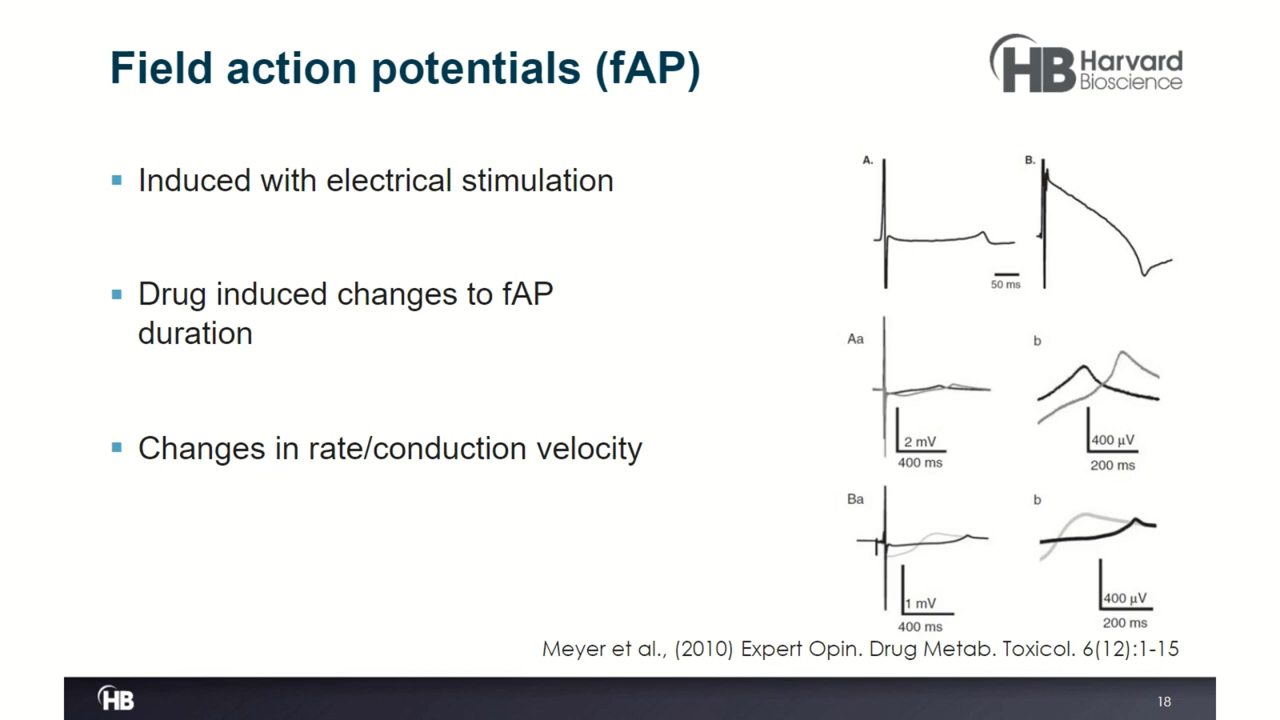 Field action potentials (fAP)
HB Harvard
Bioscience
Induced with electrical stimulation
Drug induced changes to fAP
duration
Changes in rate/conduction velocity
A.
B.
50 ms
Aa
b
2 mV
400 ms
400 µV
200 ms
Ba
b
1 mV
400 ms
400 µV
200 ms
Meyer et al., (2010) Expert Opin. Drug Metab. Toxicol. 6(12):1-15
HB
18